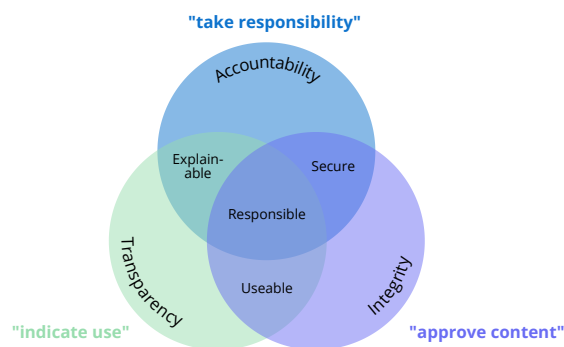 "take responsibility"
Accountability
Explain-
able
Secure
Responsible
Transparency
Useable
Integrity
"indicate use"
"approve content"